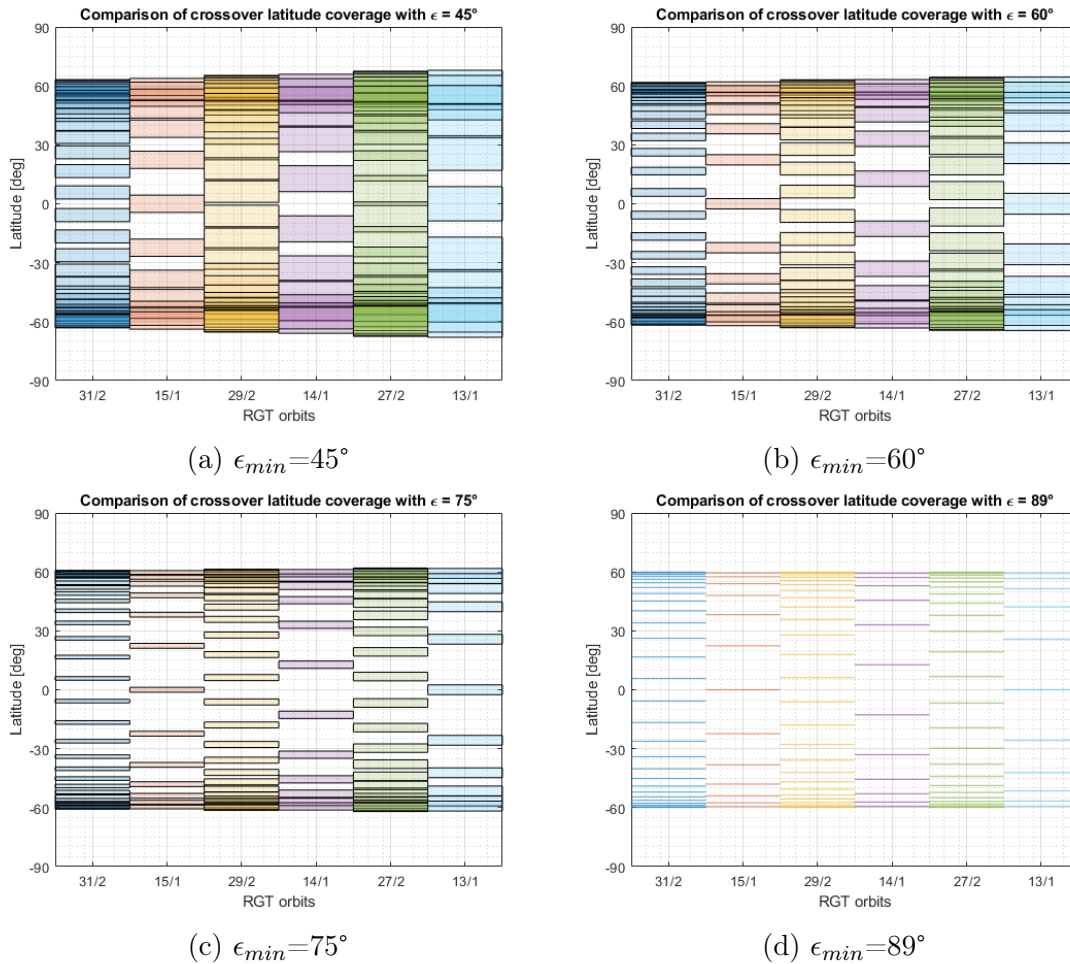 Comparison of crossover latitude coverage with ϵ = 45°
90
60
30
0
-30
-60
-90
Latitude [deg]
31/2 15/1 29/2 14/1 27/2 13/1
RGT orbits
(a) ϵmin=45°
Comparison of crossover latitude coverage with ϵ = 60°
90
60
30
0
-30
-60
-90
Latitude [deg]
31/2 15/1 29/2 14/1 27/2 13/1
RGT orbits
(b) ϵmin=60°
Comparison of crossover latitude coverage with ϵ = 75°
90
60
30
0
-30
-60
-90
Latitude [deg]
31/2 15/1 29/2 14/1 27/2 13/1
RGT orbits
(c) ϵmin=75°
Comparison of crossover latitude coverage with ϵ = 89°
90
60
30
0
-30
-60
-90
Latitude [deg]
31/2 15/1 29/2 14/1 27/2 13/1
RGT orbits
(d) ϵmin=89°